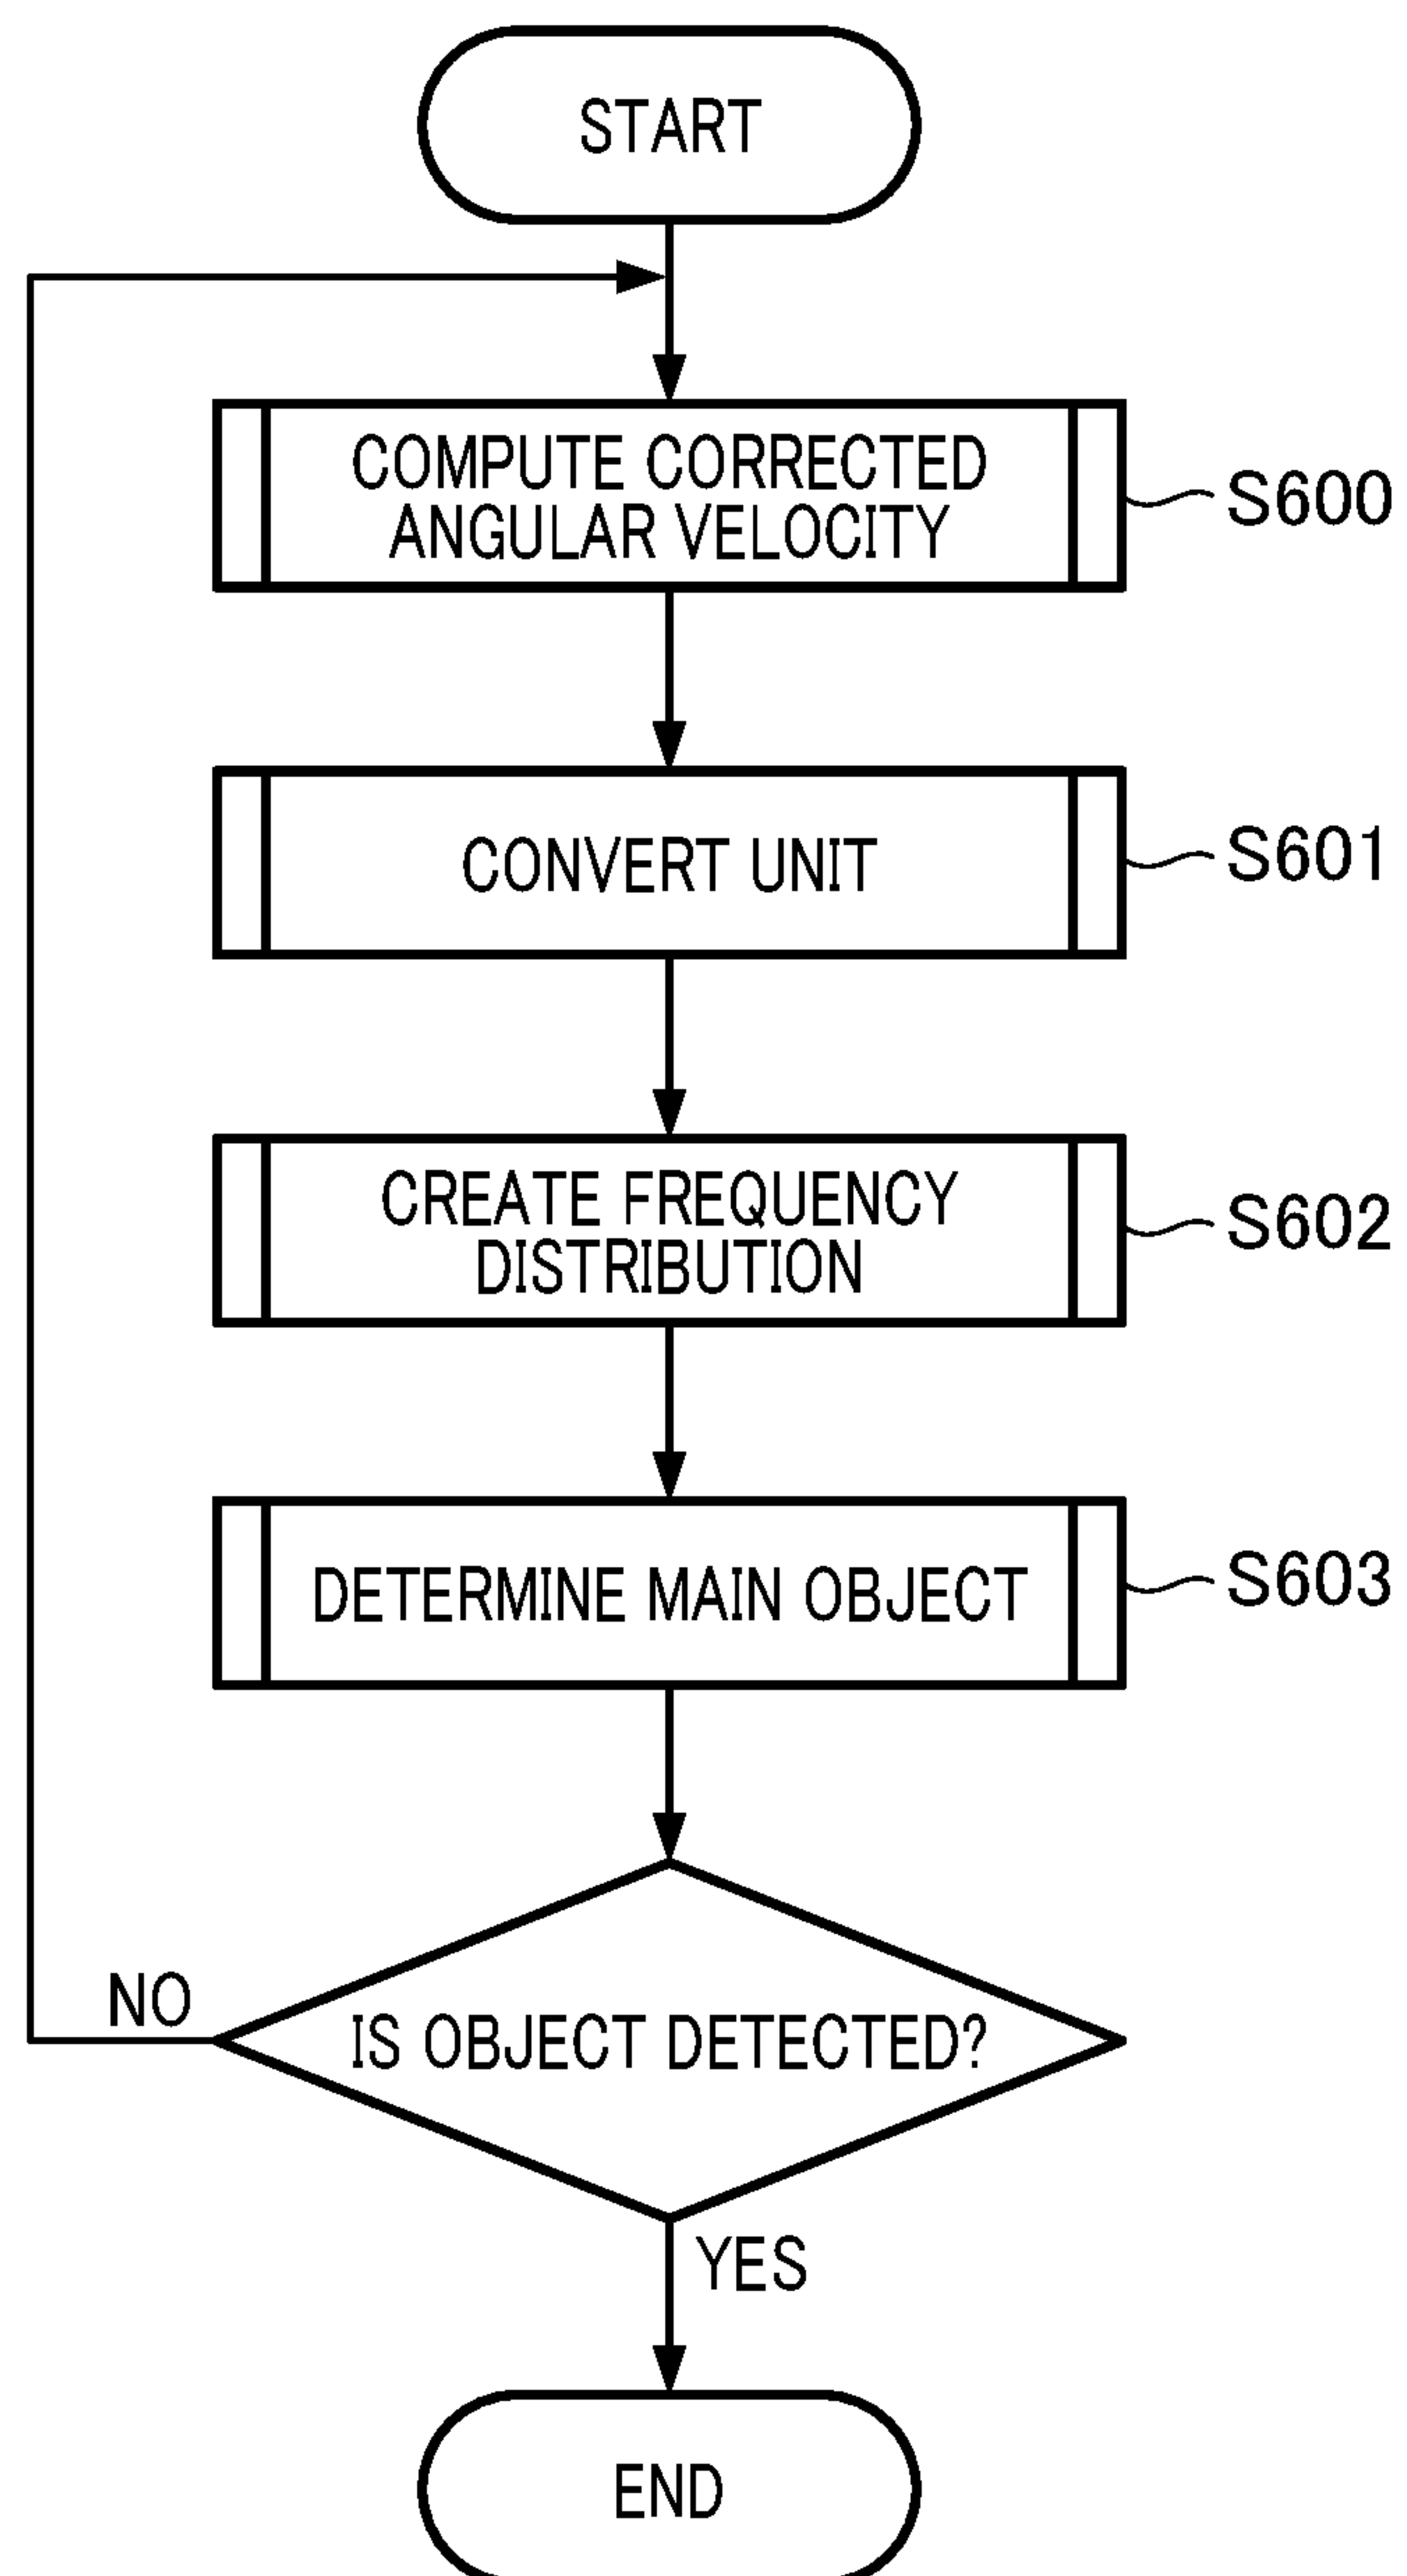 START
COMPUTE CORRECTED
ANGULAR VELOCITY
S600
CONVERT UNIT
S601
CREATE FREQUENCY
DISTRIBUTION
S602
DETERMINE MAIN OBJECT
S603
NO
IS OBJECT DETECTED?
YES
END